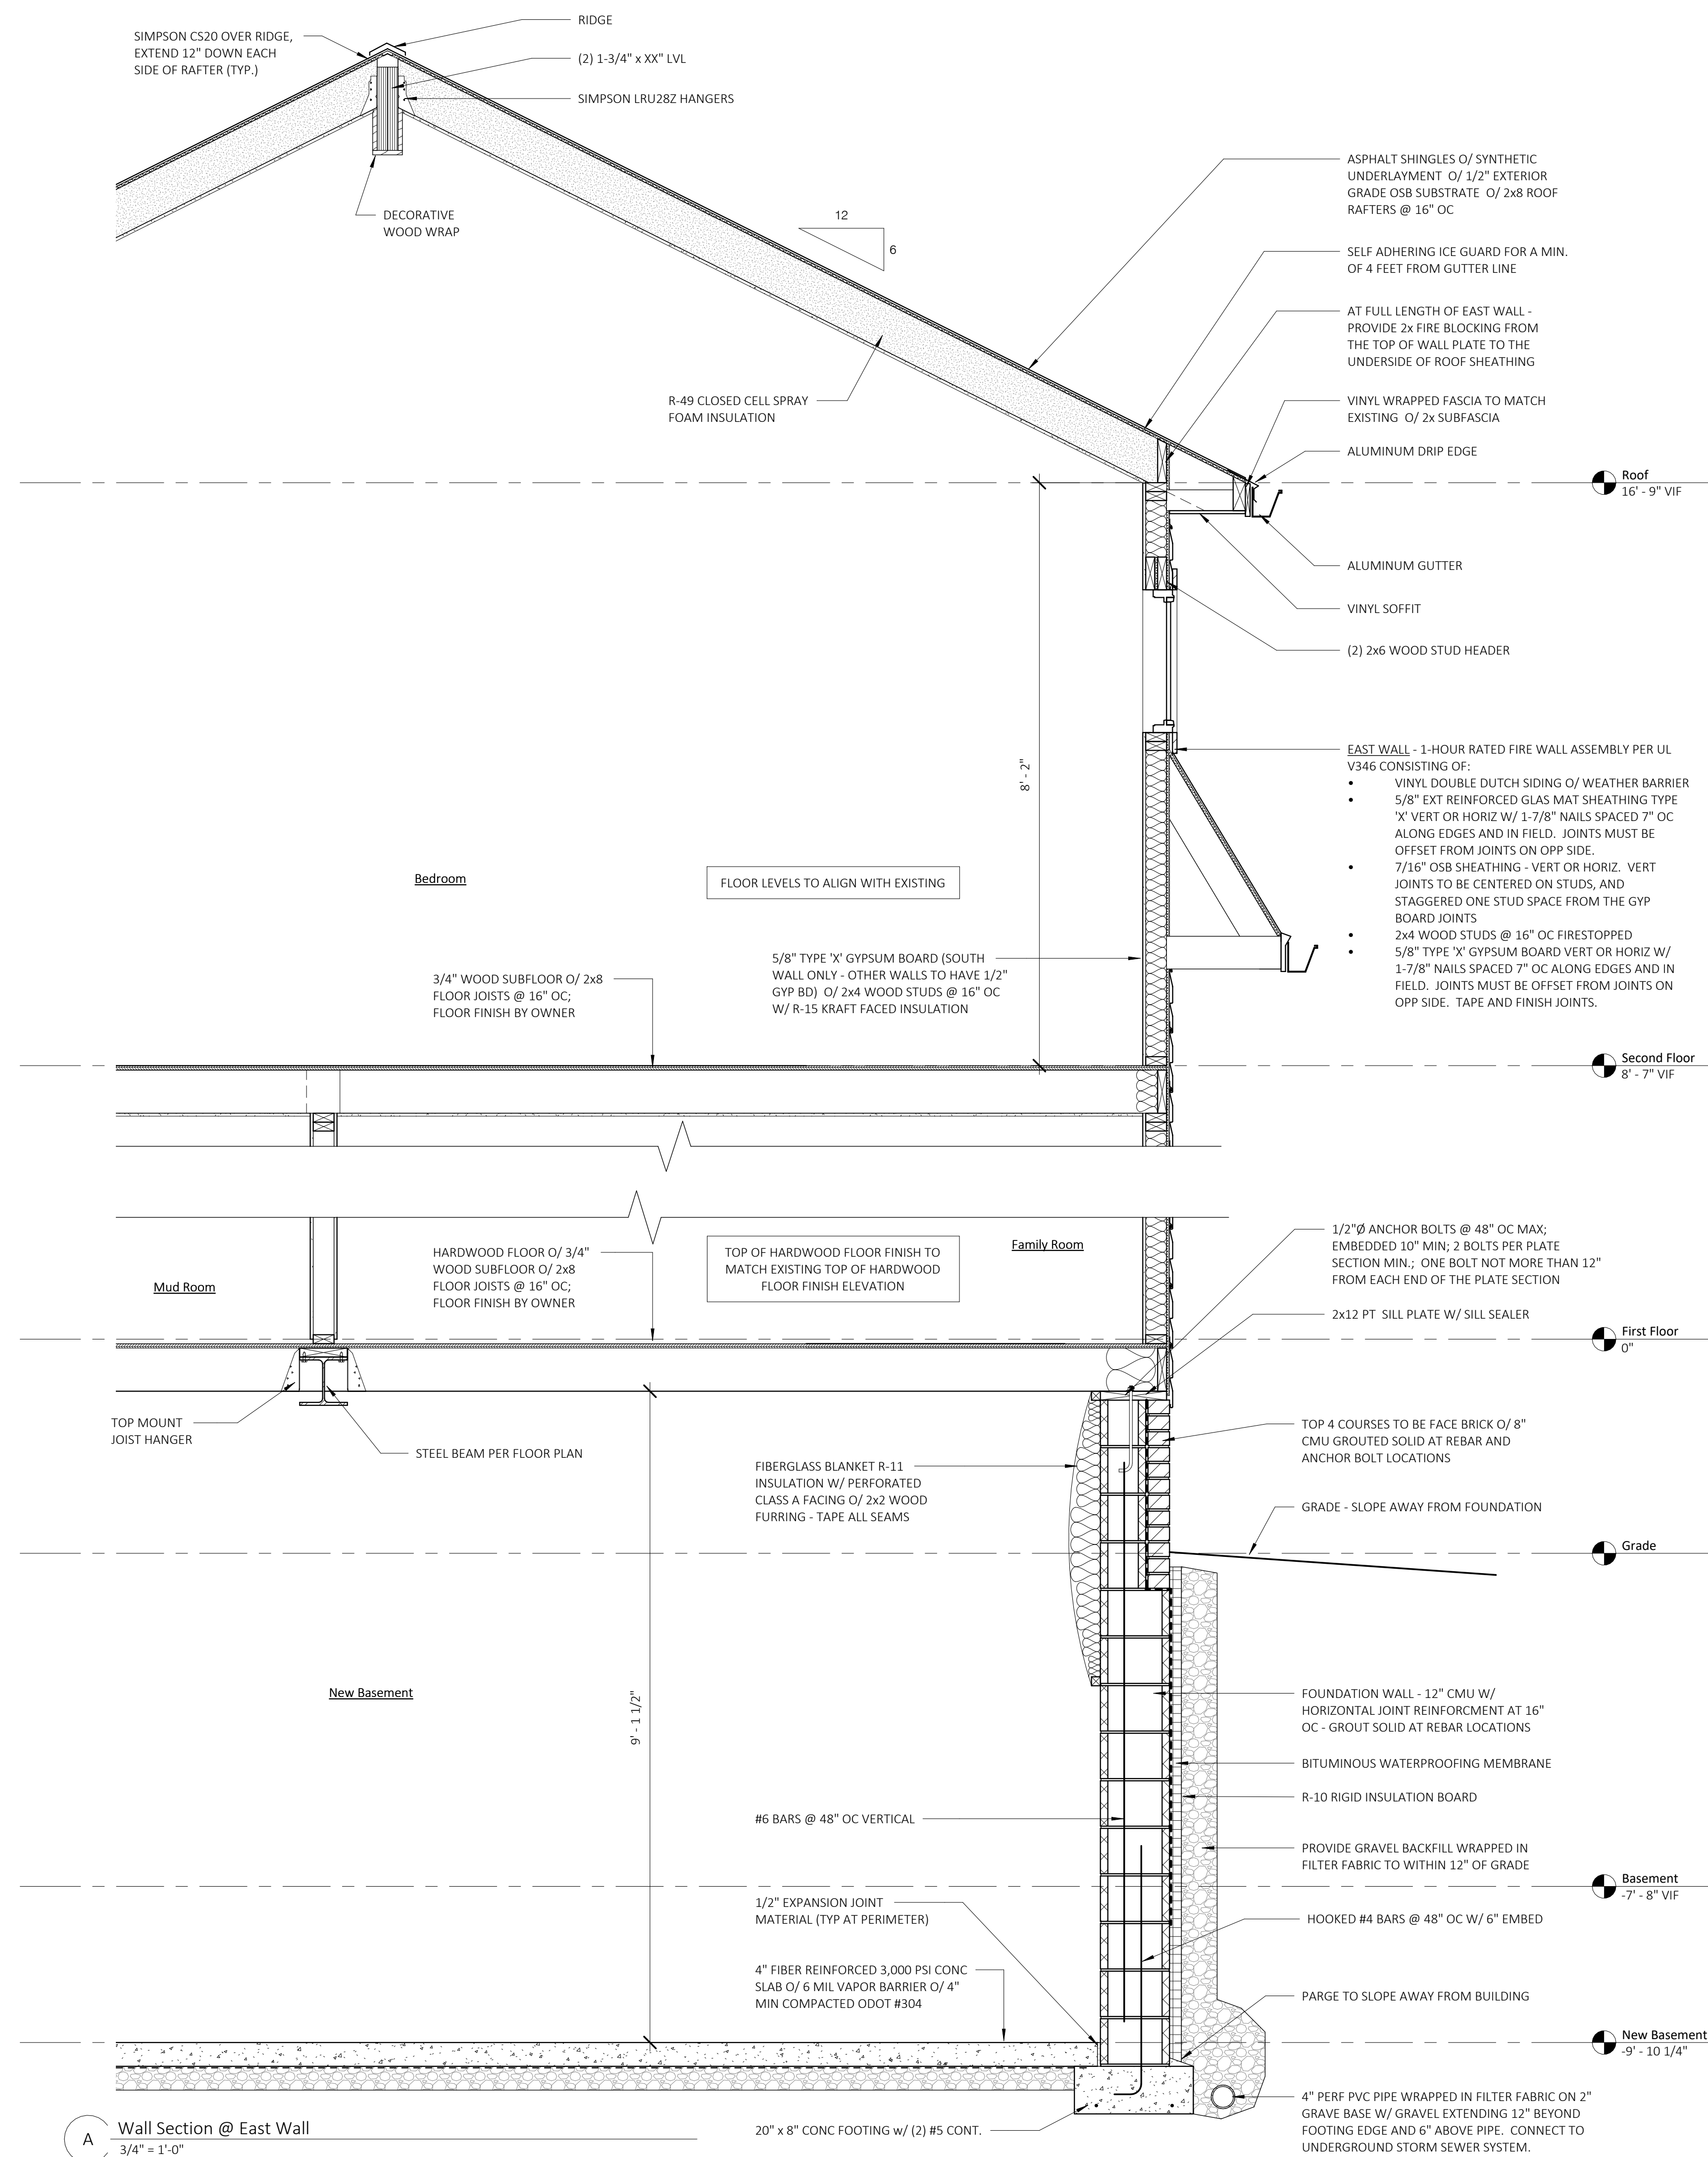 RIDGE
SIMPSON CS20 OVER RIDGE,
EXTEND 12" DOWN EACH
SIDE OF RAFTER (TYP.)
(2) 1-3/4" x XX" LVL
SIMPSON LRU28Z HANGERS
DECORATIVE
WOOD WRAP
12
6
ASPHALT SHINGLES O/ SYNTHETIC
UNDERLAYMENT O/ 1/2" EXTERIOR
GRADE OSB SUBSTRATE O/ 2x8 ROOF
RAFTERS @ 16" OC
SELF ADHERING ICE GUARD FOR A MIN.
OF 4 FEET FROM GUTTER LINE
AT FULL LENGTH OF EAST WALL -
PROVIDE 2x FIRE BLOCKING FROM
THE TOP OF WALL PLATE TO THE
UNDERSIDE OF ROOF SHEATHING
R-49 CLOSED CELL SPRAY
FOAM INSULATION
VINYL WRAPPED FASCIA TO MATCH
EXISTING O/ 2x SUBFASCIA
ALUMINUM DRIP EDGE
Roof
16' - 9" VIF
ALUMINUM GUTTER
VINYL SOFFIT
(2) 2x6 WOOD STUD HEADER
8' - 2"
EAST WALL - 1-HOUR RATED FIRE WALL ASSEMBLY PER UL
V346 CONSISTING OF:
• VINYL DOUBLE DUTCH SIDING O/ WEATHER BARRIER
• 5/8" EXT REINFORCED GLAS MAT SHEATHING TYPE
'X' VERT OR HORIZ W/ 1-7/8" NAILS SPACED 7" OC
ALONG EDGES AND IN FIELD. JOINTS MUST BE
OFFSET FROM JOINTS ON OPP SIDE.
• 7/16" OSB SHEATHING - VERT OR HORIZ. VERT
JOINTS TO BE CENTERED ON STUDS, AND
STAGGERED ONE STUD SPACE FROM THE GYP
BOARD JOINTS
• 2x4 WOOD STUDS @ 16" OC FIRESTOPPED
• 5/8" TYPE 'X' GYPSUM BOARD VERT OR HORIZ W/
1-7/8" NAILS SPACED 7" OC ALONG EDGES AND IN
FIELD. JOINTS MUST BE OFFSET FROM JOINTS ON
OPP SIDE. TAPE AND FINISH JOINTS.
Bedroom
FLOOR LEVELS TO ALIGN WITH EXISTING
5/8" TYPE 'X' GYPSUM BOARD (SOUTH
WALL ONLY - OTHER WALLS TO HAVE 1/2"
GYP BD) O/ 2x4 WOOD STUDS @ 16" OC
W/ R-15 KRAFT FACED INSULATION
3/4" WOOD SUBFLOOR O/ 2x8
FLOOR JOISTS @ 16" OC;
FLOOR FINISH BY OWNER
Second Floor
8' - 7" VIF
Mud Room
HARDWOOD FLOOR O/ 3/4"
WOOD SUBFLOOR O/ 2x8
FLOOR JOISTS @ 16" OC;
FLOOR FINISH BY OWNER
TOP OF HARDWOOD FLOOR FINISH TO
MATCH EXISTING TOP OF HARDWOOD
FLOOR FINISH ELEVATION
Family Room
1/2"Ø ANCHOR BOLTS @ 48" OC MAX;
EMBEDDED 10" MIN; 2 BOLTS PER PLATE
SECTION MIN.; ONE BOLT NOT MORE THAN 12"
FROM EACH END OF THE PLATE SECTION
2x12 PT SILL PLATE W/ SILL SEALER
First Floor
0"
TOP MOUNT
JOIST HANGER
STEEL BEAM PER FLOOR PLAN
TOP 4 COURSES TO BE FACE BRICK O/ 8"
CMU GROUTED SOLID AT REBAR AND
ANCHOR BOLT LOCATIONS
FIBERGLASS BLANKET R-11
INSULATION W/ PERFORATED
CLASS A FACING O/ 2x2 WOOD
FURRING - TAPE ALL SEAMS
GRADE - SLOPE AWAY FROM FOUNDATION
Grade
New Basement
9' - 1 1/2"
FOUNDATION WALL - 12" CMU W/
HORIZONTAL JOINT REINFORCMENT AT 16"
OC - GROUT SOLID AT REBAR LOCATIONS
BITUMINOUS WATERPROOFING MEMBRANE
R-10 RIGID INSULATION BOARD
#6 BARS @ 48" OC VERTICAL
PROVIDE GRAVEL BACKFILL WRAPPED IN
FILTER FABRIC TO WITHIN 12" OF GRADE
Basement
-7' - 8" VIF
1/2" EXPANSION JOINT
MATERIAL (TYP AT PERIMETER)
HOOKED #4 BARS @ 48" OC W/ 6" EMBED
4" FIBER REINFORCED 3,000 PSI CONC
SLAB O/ 6 MIL VAPOR BARRIER O/ 4"
MIN COMPACTED ODOT #304
PARGE TO SLOPE AWAY FROM BUILDING
New Basement
-9' - 10 1/4"
4" PERF PVC PIPE WRAPPED IN FILTER FABRIC ON 2"
GRAVE BASE W/ GRAVEL EXTENDING 12" BEYOND
FOOTING EDGE AND 6" ABOVE PIPE. CONNECT TO
UNDERGROUND STORM SEWER SYSTEM.
20" x 8" CONC FOOTING w/ (2) #5 CONT.
A
Wall Section @ East Wall
3/4" = 1'-0"